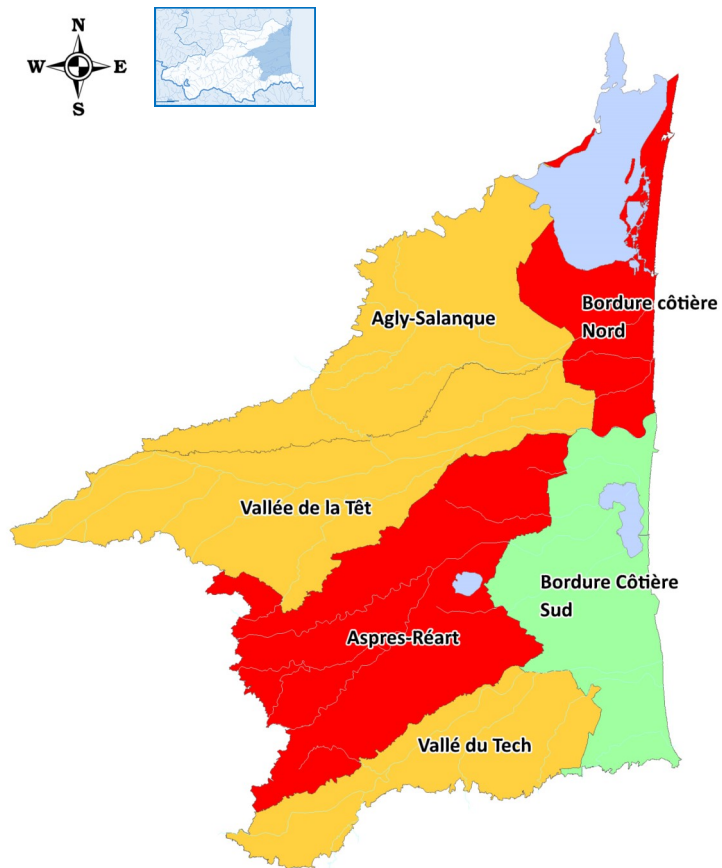 N
W E
S
Agly-Salanque
Bordure côtière
Nord
Vallée de la Têt
Bordure Côtière
Sud
Aspres-Réart
Vallé du Tech